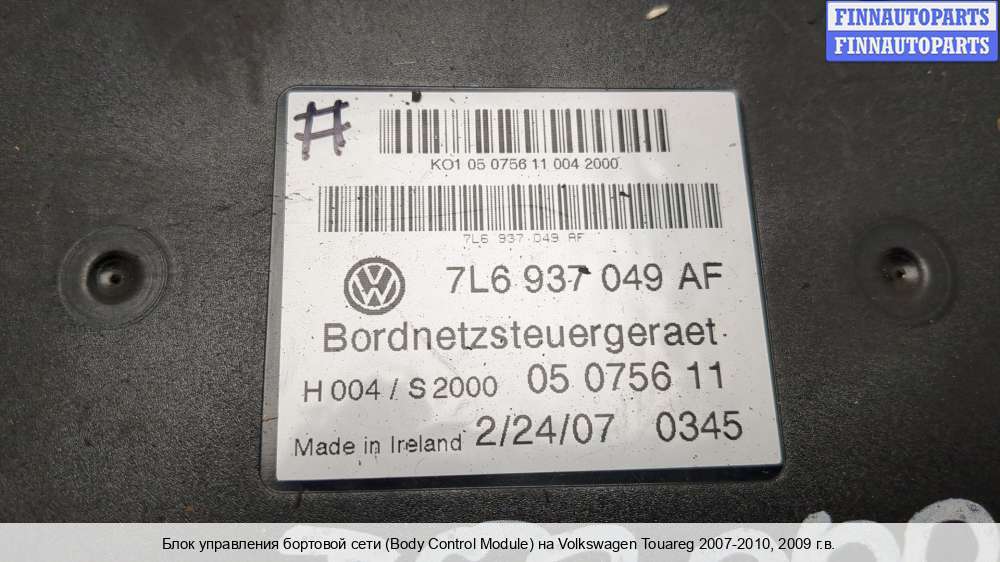 FINNAUTOPARTS
FINNAUTOPARTS
#
KO1 05 0756 11 004 2000
7L6 937 049 AF
7L6 937 049 AF
Bordnetzsteuergeraet
H 004 / S 2000 05 0756 11
Made in Ireland 2/24/07 0345
Блок управления бортовой сети (Body Control Module) на Volkswagen Touareg 2007-2010, 2009 г.в.